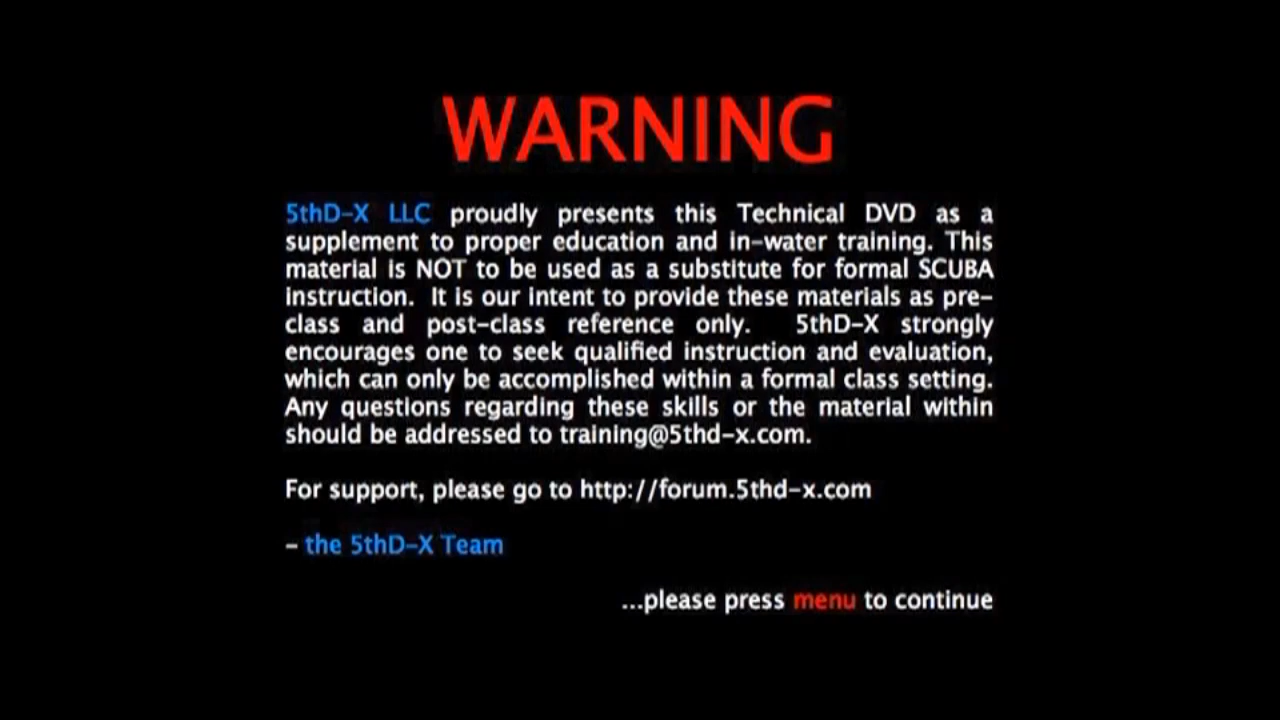 WARNING
5thD-X LLC proudly presents this Technical DVD as a
supplement to proper education and in-water training. This
material is NOT to be used as a substitute for formal SCUBA
instruction.  It is our intent to provide these materials as pre-
class and post-class reference only.  5thD-X strongly
encourages one to seek qualified instruction and evaluation,
which can only be accomplished within a formal class setting.
Any questions regarding these skills or the material within
should be addressed to training@5thd-x.com.
For support, please go to http://forum.5thd-x.com
- the 5thD-X Team
...please press menu to continue